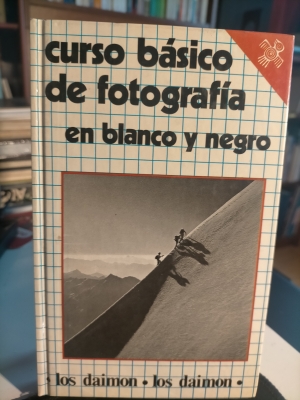 curso básico
de fotografía
en blanco y negro
· los daimon · los daimon ·